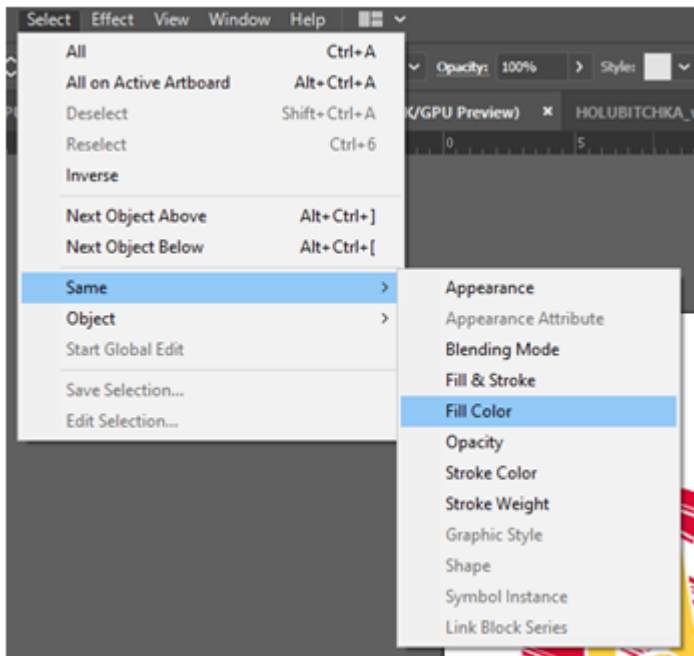 Select Effect View Window Help
All Ctrl+A
All on Active Artboard Alt+Ctrl+A
Deselect Shift+Ctrl+A
Reselect Ctrl+6
Inverse
Next Object Above Alt+Ctrl+]
Next Object Below Alt+Ctrl+[
Same >
Object >
Start Global Edit
Save Selection...
Edit Selection...
Opacity: 100% > Style:
K/GPU Preview) × HOLUBITCHKA_v
0 5
Appearance
Appearance Attribute
Blending Mode
Fill & Stroke
Fill Color
Opacity
Stroke Color
Stroke Weight
Graphic Style
Shape
Symbol Instance
Link Block Series